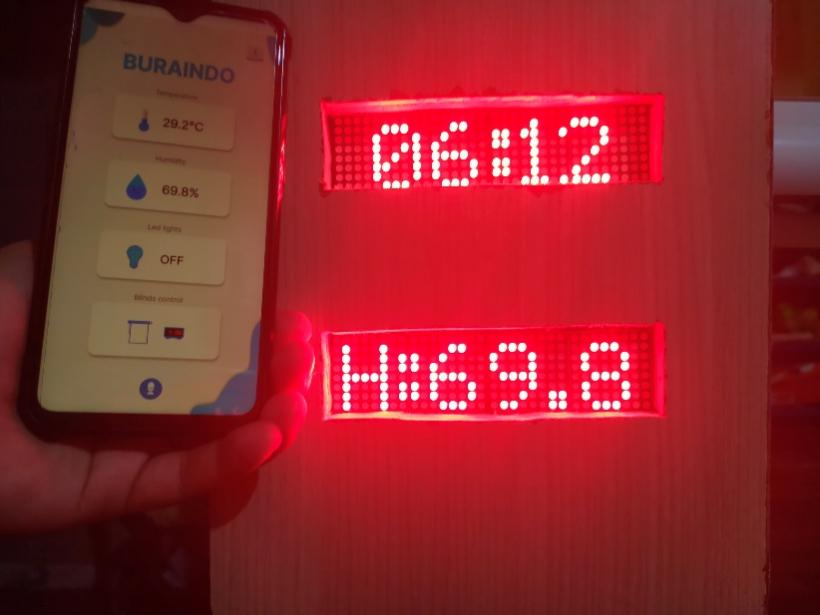 BURAINDO
Temperature
29.2°C
Humidity
69.8%
Led lights
OFF
Blinds control
06:12
H:69.8